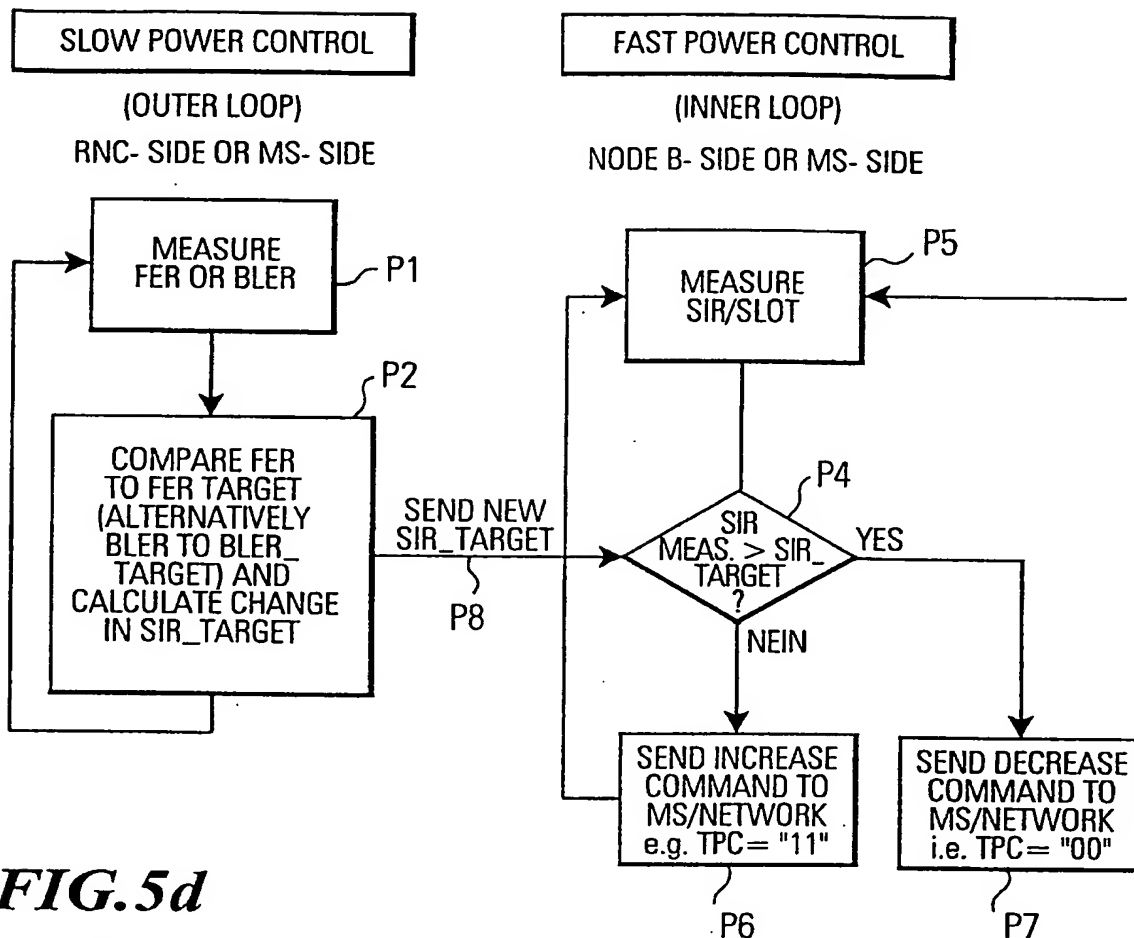 SLOW POWER CONTROL
(OUTER LOOP)
RNC- SIDE OR MS- SIDE
MEASURE
FER OR BLER
P1
P2
COMPARE FER
TO FER TARGET
(ALTERNATIVELY
BLER TO BLER_
TARGET) AND
CALCULATE CHANGE
IN SIR_TARGET
SEND NEW
SIR_TARGET
P8
FAST POWER CONTROL
(INNER LOOP)
NODE B- SIDE OR MS- SIDE
P5
MEASURE
SIR/SLOT
P4
SIR
MEAS. > SIR_
TARGET
?
YES
NEIN
SEND INCREASE
COMMAND TO
MS/NETWORK
e.g. TPC= "11"
P6
SEND DECREASE
COMMAND TO
MS/NETWORK
i.e. TPC= "00"
P7
FIG.5d